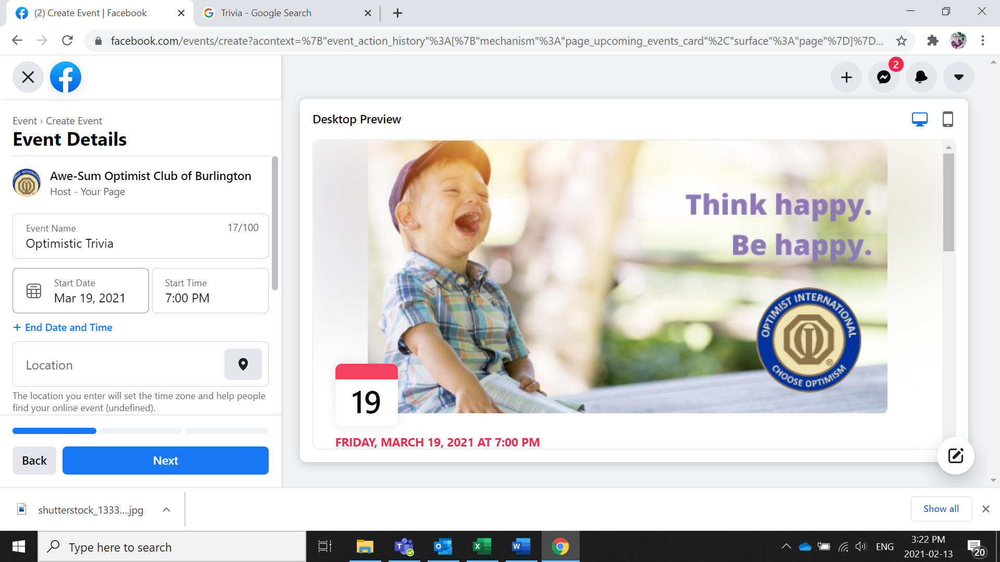 (2) Create Event | Facebook
Trivia - Google Search
facebook.com/events/create?acontext=%7B"event_action_history"%3A[%7B"mechanism"%3A"page_upcoming_events_card"%2C"surface"%3A"page"%7D]%7D...
2
Event › Create Event
Event Details
Awe-Sum Optimist Club of Burlington
Host - Your Page
Event Name
17/100
Optimistic Trivia
Start Date
Mar 19, 2021
Start Time
7:00 PM
+ End Date and Time
Location
The location you enter will set the time zone and help people
find your online event (undefined).
Back
Next
Desktop Preview
Think happy.
Be happy.
OPTIMIST INTERNATIONAL
®
CHOOSE OPTIMISM
19
FRIDAY, MARCH 19, 2021 AT 7:00 PM
shutterstock_1333....jpg
Show all
Type here to search
ENG
3:22 PM
2021-02-13
20